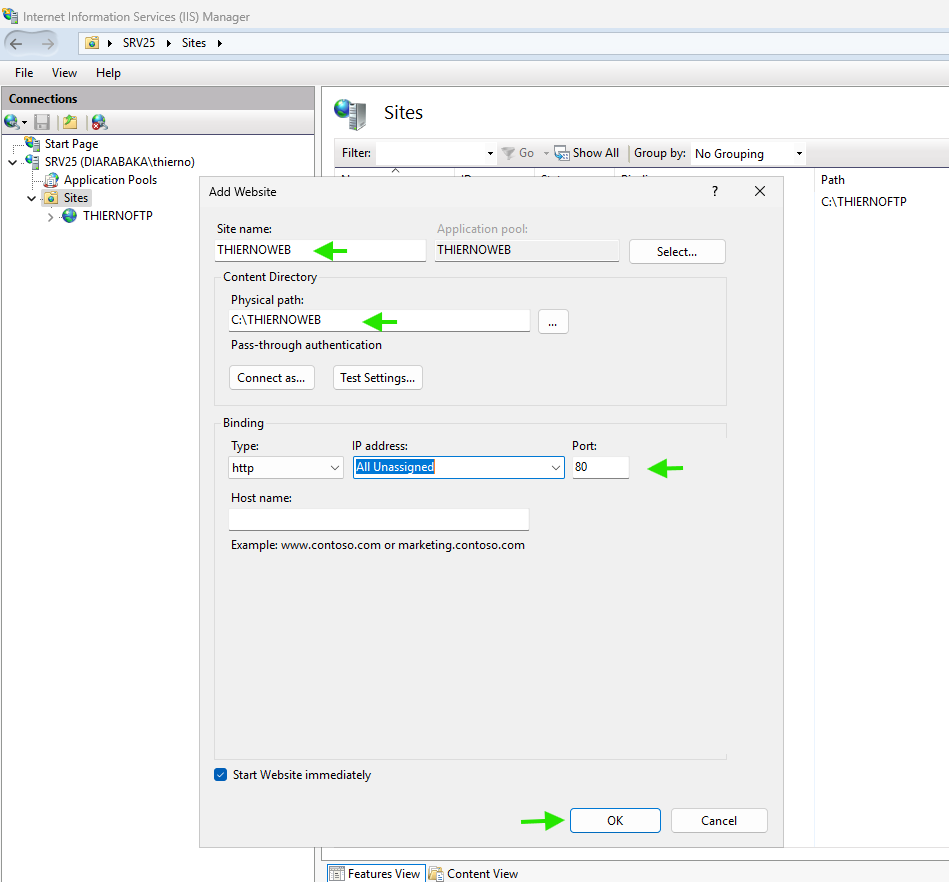 Internet Information Services (IIS) Manager
SRV25 Sites
File View Help
Connections
Start Page
SRV25 (DIARABAKA\thierno)
Application Pools
Sites
THIERNOFTP
Sites
Filter: Go Show All Group by: No Grouping
Path
C:\THIERNOFTP
Add Website ?
Site name: Application pool:
THIERNOWEB THIERNOWEB Select...
Content Directory
Physical path:
C:\THIERNOWEB ...
Pass-through authentication
Connect as... Test Settings...
Binding
Type: IP address: Port:
http All Unassigned 80
Host name:
Example: www.contoso.com or marketing.contoso.com
Start Website immediately
OK Cancel
Features View Content View